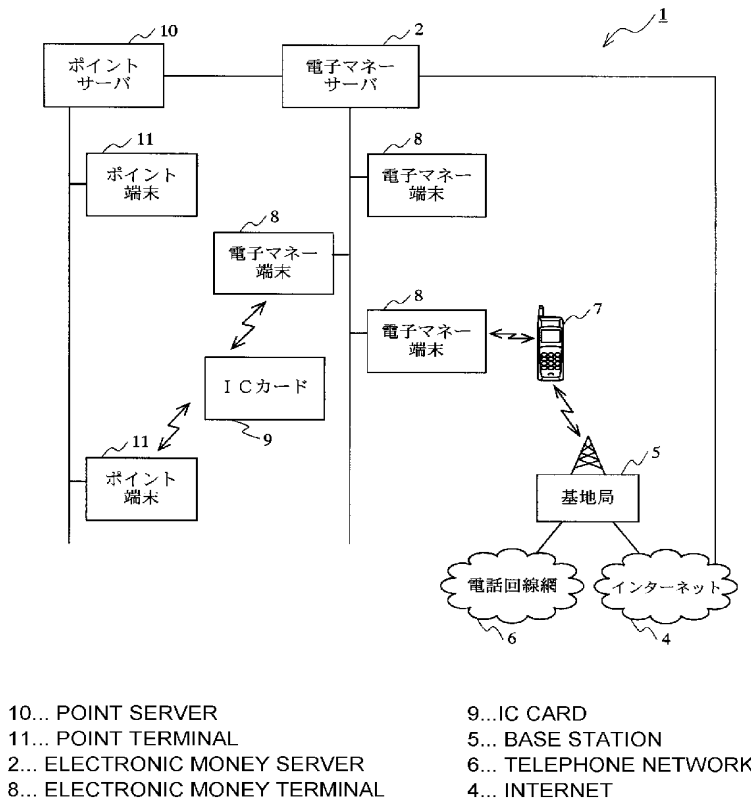 10
2
1
ポイント
サーバ
電子マネー
サーバ
11
8
ポイント
端末
電子マネー
端末
8
電子マネー
端末
8
7
電子マネー
端末
ICカード
9
11
ポイント
端末
5
基地局
電話回線網
インターネット
6
4
10... POINT SERVER
11... POINT TERMINAL
2... ELECTRONIC MONEY SERVER
8... ELECTRONIC MONEY TERMINAL
9...IC CARD
5... BASE STATION
6... TELEPHONE NETWORK
4... INTERNET